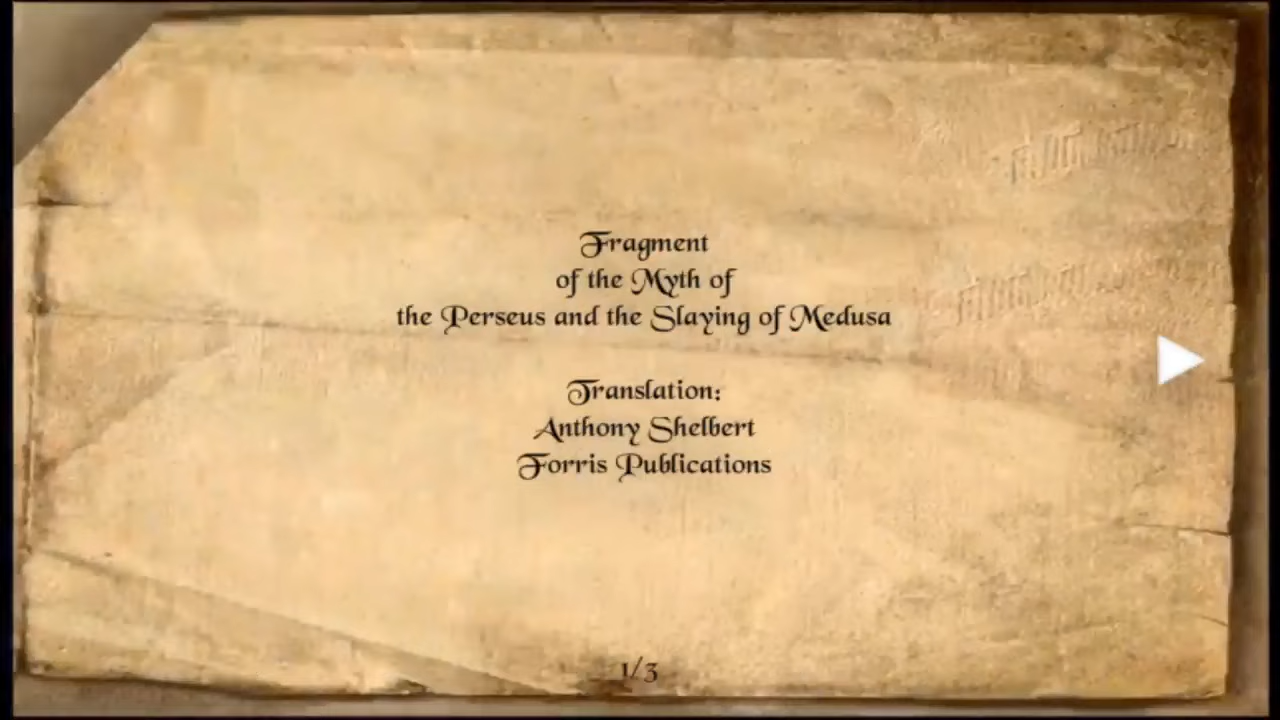 Fragment
of the Myth of
the Perseus and the Slaying of Medusa
Translation:
Anthony Shelbert
Forris Publications
1/3